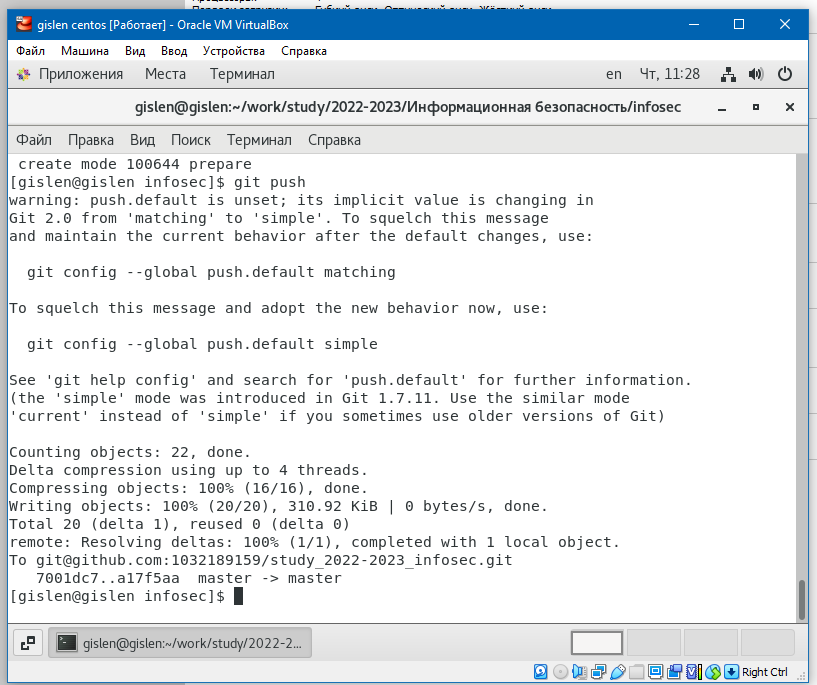 gislen centos [Работает] - Oracle VM VirtualBox
Файл Машина Вид Ввод Устройства Справка
Приложения Места Терминал en Чт, 11:28
gislen@gislen:~/work/study/2022-2023/Информационная безопасность/infosec
Файл Правка Вид Поиск Терминал Справка
 create mode 100644 prepare
[gislen@gislen infosec]$ git push
warning: push.default is unset; its implicit value is changing in
Git 2.0 from 'matching' to 'simple'. To squelch this message
and maintain the current behavior after the default changes, use:
  git config --global push.default matching
To squelch this message and adopt the new behavior now, use:
  git config --global push.default simple
See 'git help config' and search for 'push.default' for further information.
(the 'simple' mode was introduced in Git 1.7.11. Use the similar mode
'current' instead of 'simple' if you sometimes use older versions of Git)
Counting objects: 22, done.
Delta compression using up to 4 threads.
Compressing objects: 100% (16/16), done.
Writing objects: 100% (20/20), 310.92 KiB | 0 bytes/s, done.
Total 20 (delta 1), reused 0 (delta 0)
remote: Resolving deltas: 100% (1/1), completed with 1 local object.
To git@github.com:1032189159/study_2022-2023_infosec.git
   7001dc7..a17f5aa  master -> master
[gislen@gislen infosec]$
gislen@gislen:~/work/study/2022-2...
Right Ctrl